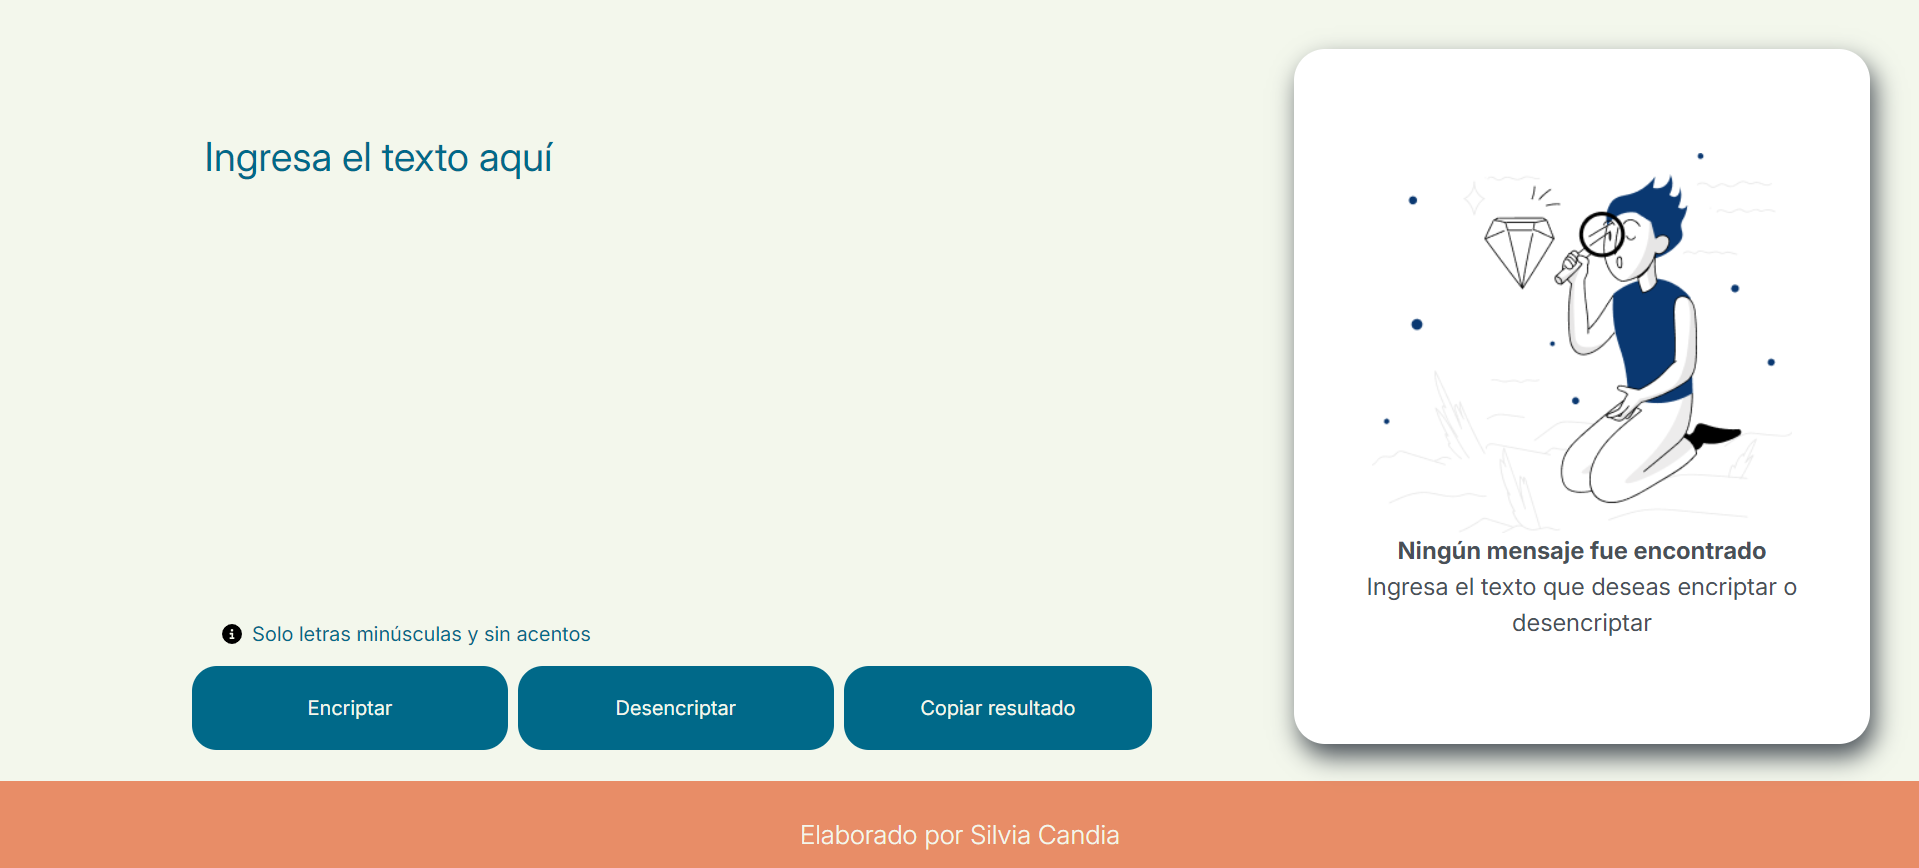 Ingresa el texto aquí
Solo letras minúsculas y sin acentos
Encriptar
Desencriptar
Copiar resultado
Ningún mensaje fue encontrado
Ingresa el texto que deseas encriptar o
desencriptar
Elaborado por Silvia Candia